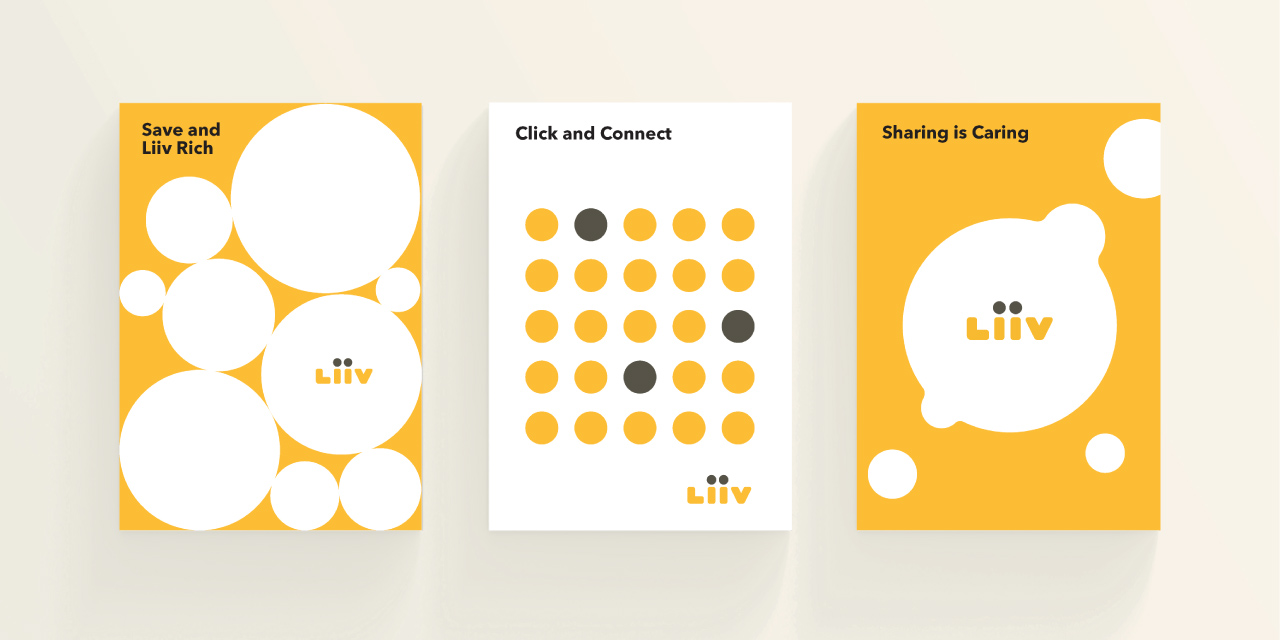 Save and
Liiv Rich
Liiv
Click and Connect
Liiv
Sharing is Caring
Liiv